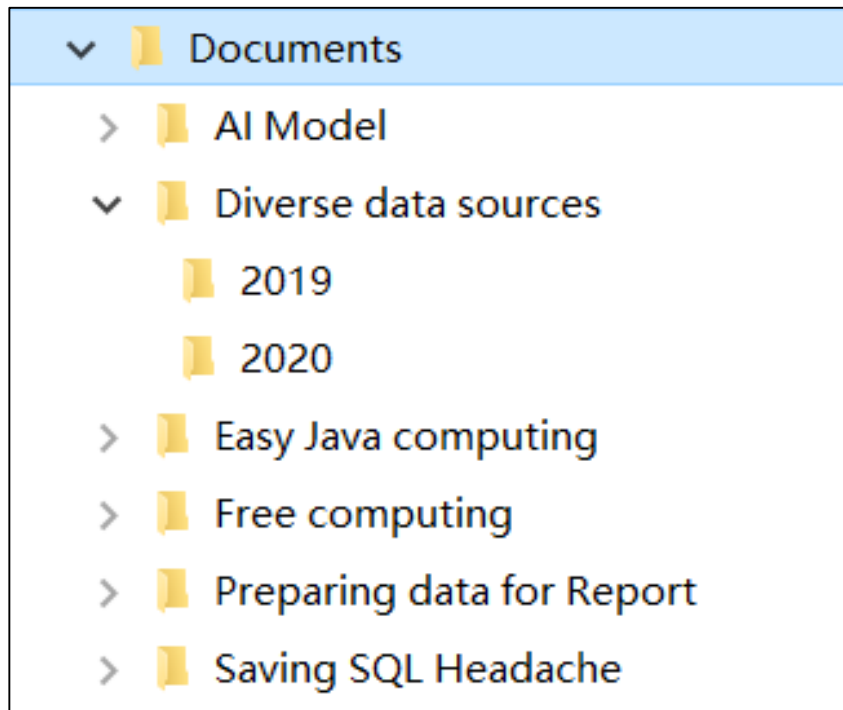 Documents
AI Model
Diverse data sources
2019
2020
Easy Java computing
Free computing
Preparing data for Report
Saving SQL Headache